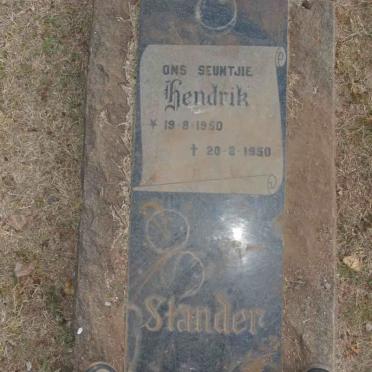 ONS SEUNTJIE
Hendrik
* 19-8-1950
† 20-8-1950
Stander